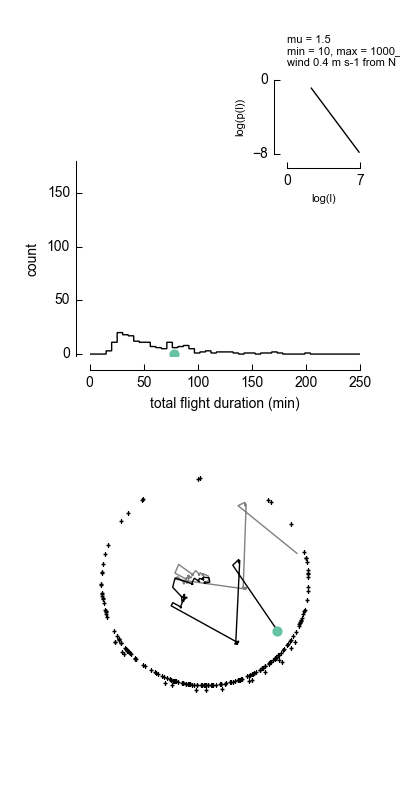 mu = 1.5
min = 10, max = 1000_
wind 0.4 m s-1 from N
0
log(p(l))
−8
0
7
log(l)
150
100
count
50
0
0
50
100
150
200
250
total flight duration (min)